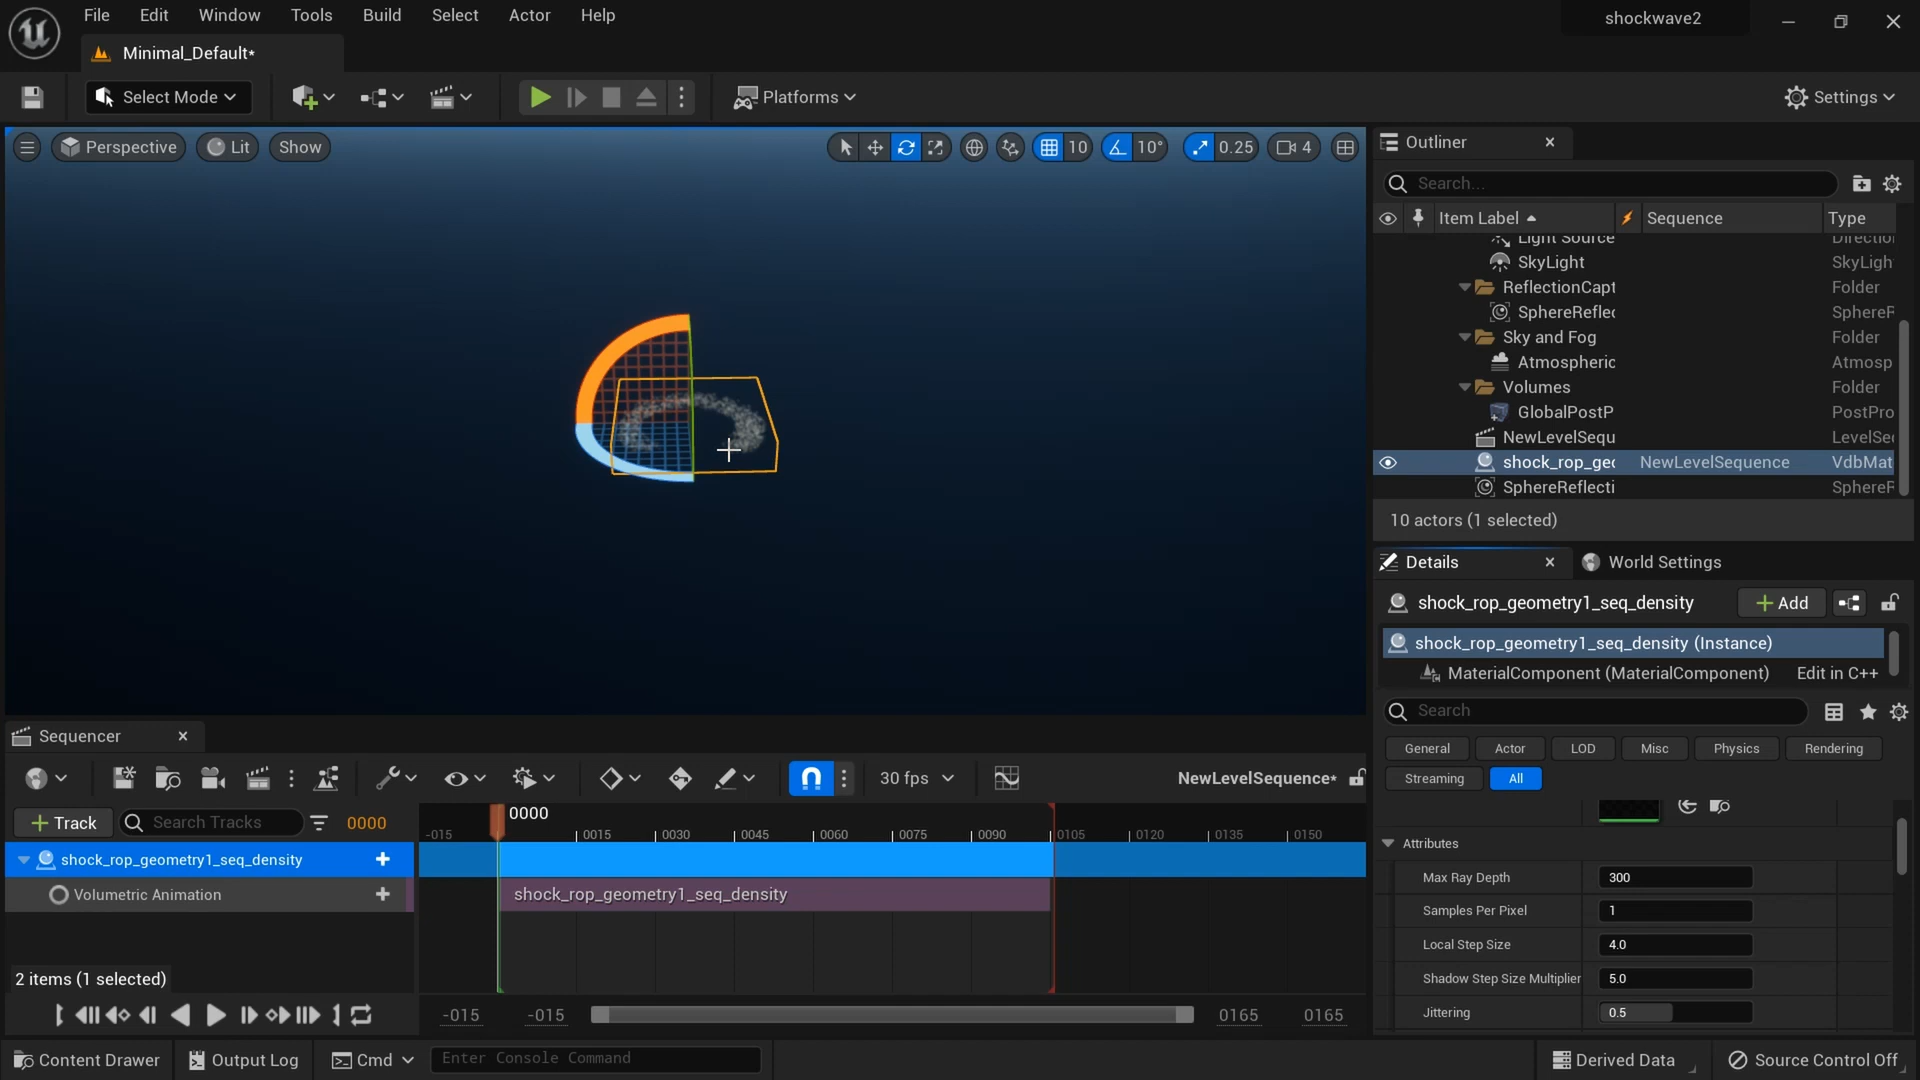 File Edit Window Tools Build Select Actor Help
shockwave2
Minimal_Default*
Select Mode
Platforms
Settings
Perspective Lit Show
10 10° 0.25 4
Outliner
Search...
Item Label Sequence Type
Light Source Directio
SkyLight SkyLigh
ReflectionCapt Folder
SphereReflec SphereR
Sky and Fog Folder
Atmospheric Atmosp
Volumes Folder
GlobalPostP PostPro
NewLevelSequ LevelSe
shock_rop_geo NewLevelSequence VdbMat
SphereReflecti SphereR
10 actors (1 selected)
Details World Settings
shock_rop_geometry1_seq_density Add
shock_rop_geometry1_seq_density (Instance)
MaterialComponent (MaterialComponent) Edit in C++
Search
General Actor LOD Misc Physics Rendering
Streaming All
Attributes
Max Ray Depth 300
Samples Per Pixel 1
Local Step Size 4.0
Shadow Step Size Multiplier 5.0
Jittering 0.5
Sequencer
30 fps NewLevelSequence*
Track Search Tracks 0000
0000
-015 0015 0030 0045 0060 0075 0090 0105 0120 0135 0150
shock_rop_geometry1_seq_density
Volumetric Animation shock_rop_geometry1_seq_density
2 items (1 selected)
-015 -015 0165 0165
Content Drawer Output Log Cmd Enter Console Command Derived Data Source Control Off